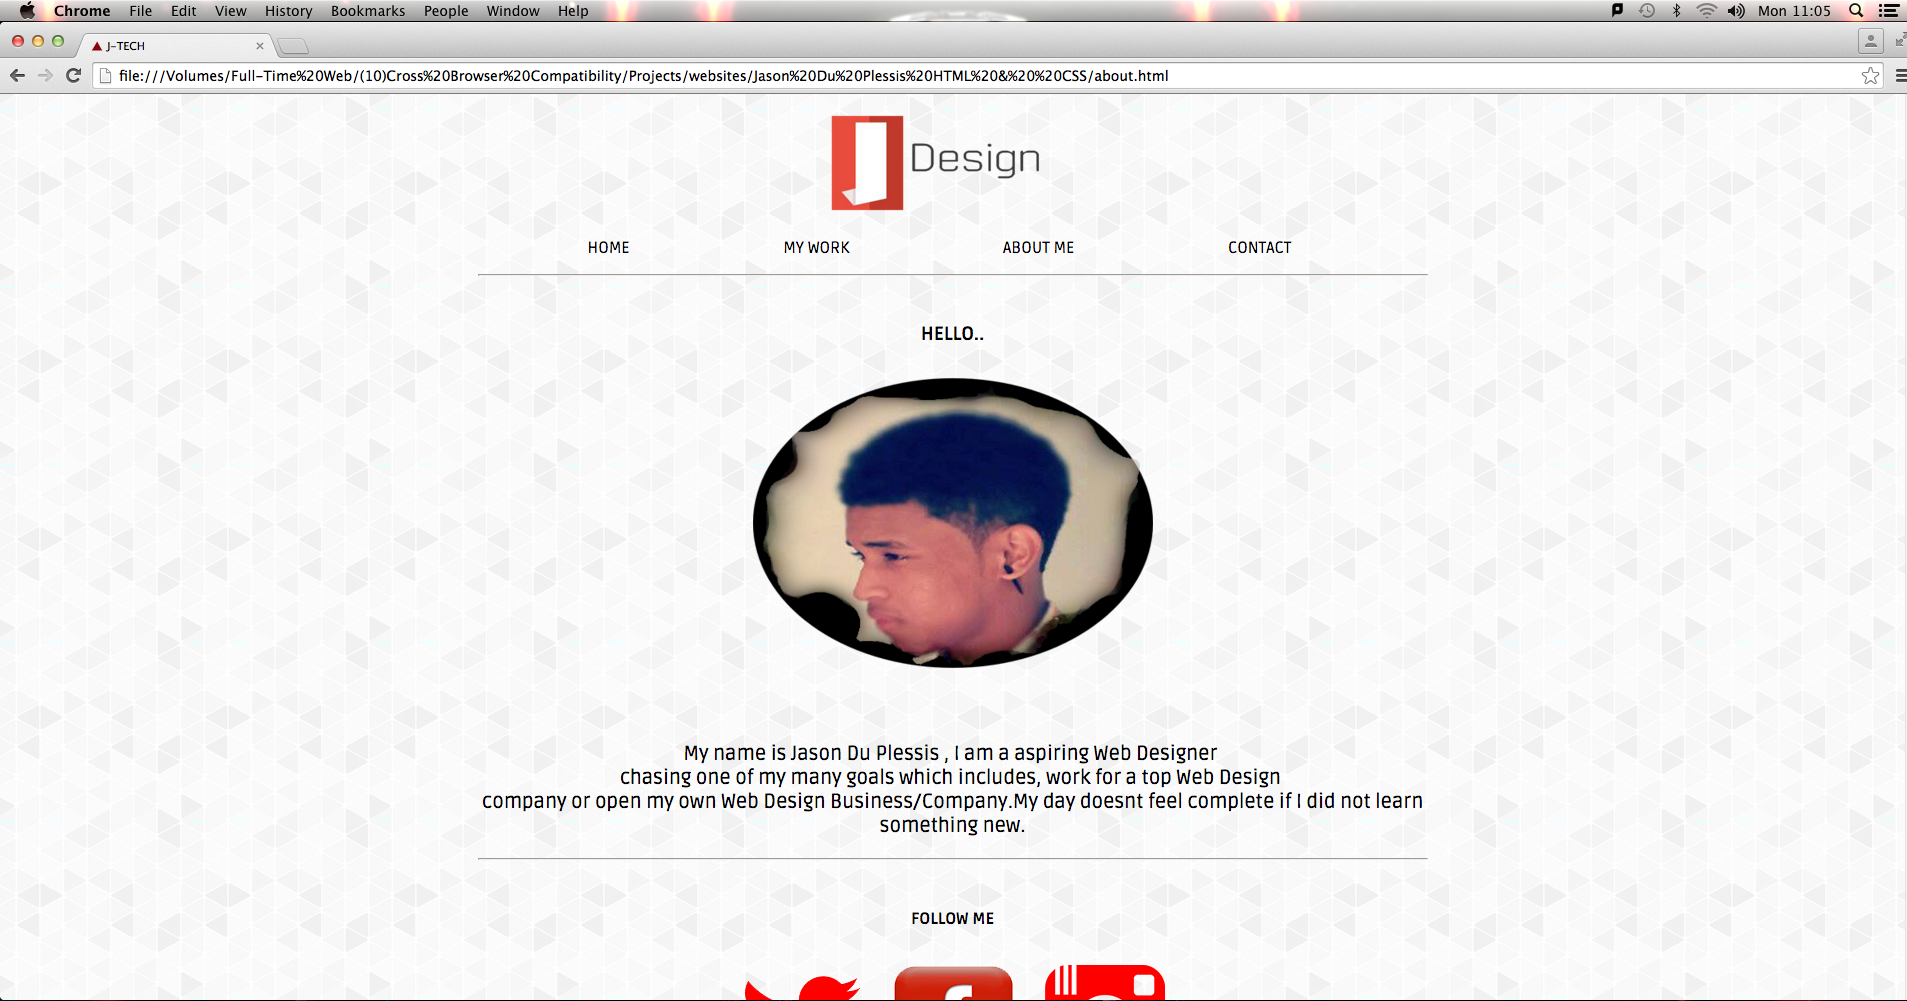 Chrome File Edit View History Bookmarks People Window Help Mon 11:05
J-TECH
file:///Volumes/Full-Time%20Web/(10)Cross%20Browser%20Compatibility/Projects/websites/Jason%20Du%20Plessis%20HTML%20&%20%20CSS/about.html
Design
HOME MY WORK ABOUT ME CONTACT
HELLO..
My name is Jason Du Plessis , I am a aspiring Web Designer
chasing one of my many goals which includes, work for a top Web Design
company or open my own Web Design Business/Company.My day doesnt feel complete if I did not learn
something new.
FOLLOW ME